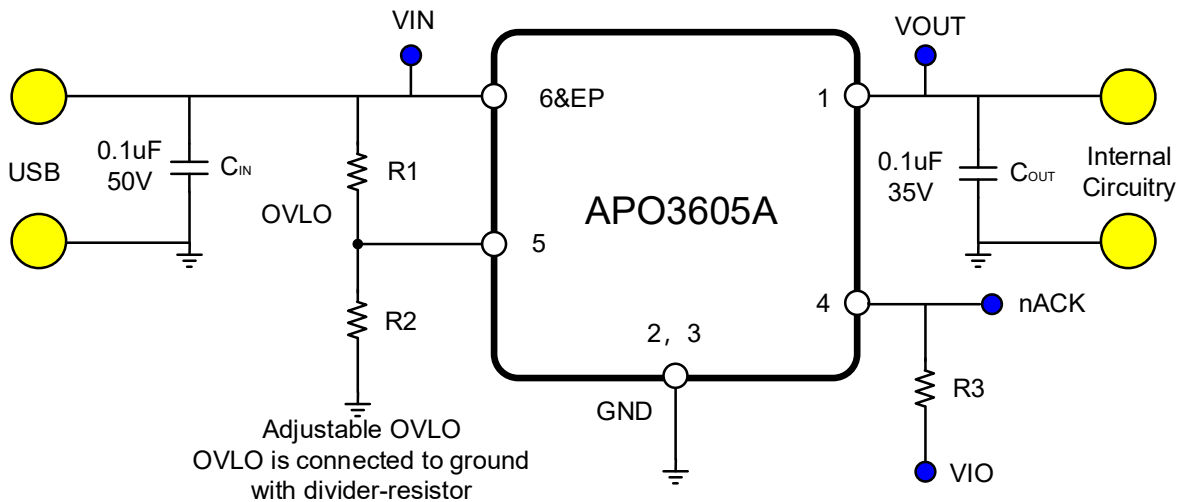 VIN
VOUT
6&EP
1
0.1uF
50V
CIN
R1
USB
OVLO
5
APO3605A
0.1uF
35V
COUT
Internal
Circuitry
R2
4
nACK
2, 3
GND
R3
VIO
Adjustable OVLO
OVLO is connected to ground
with divider-resistor